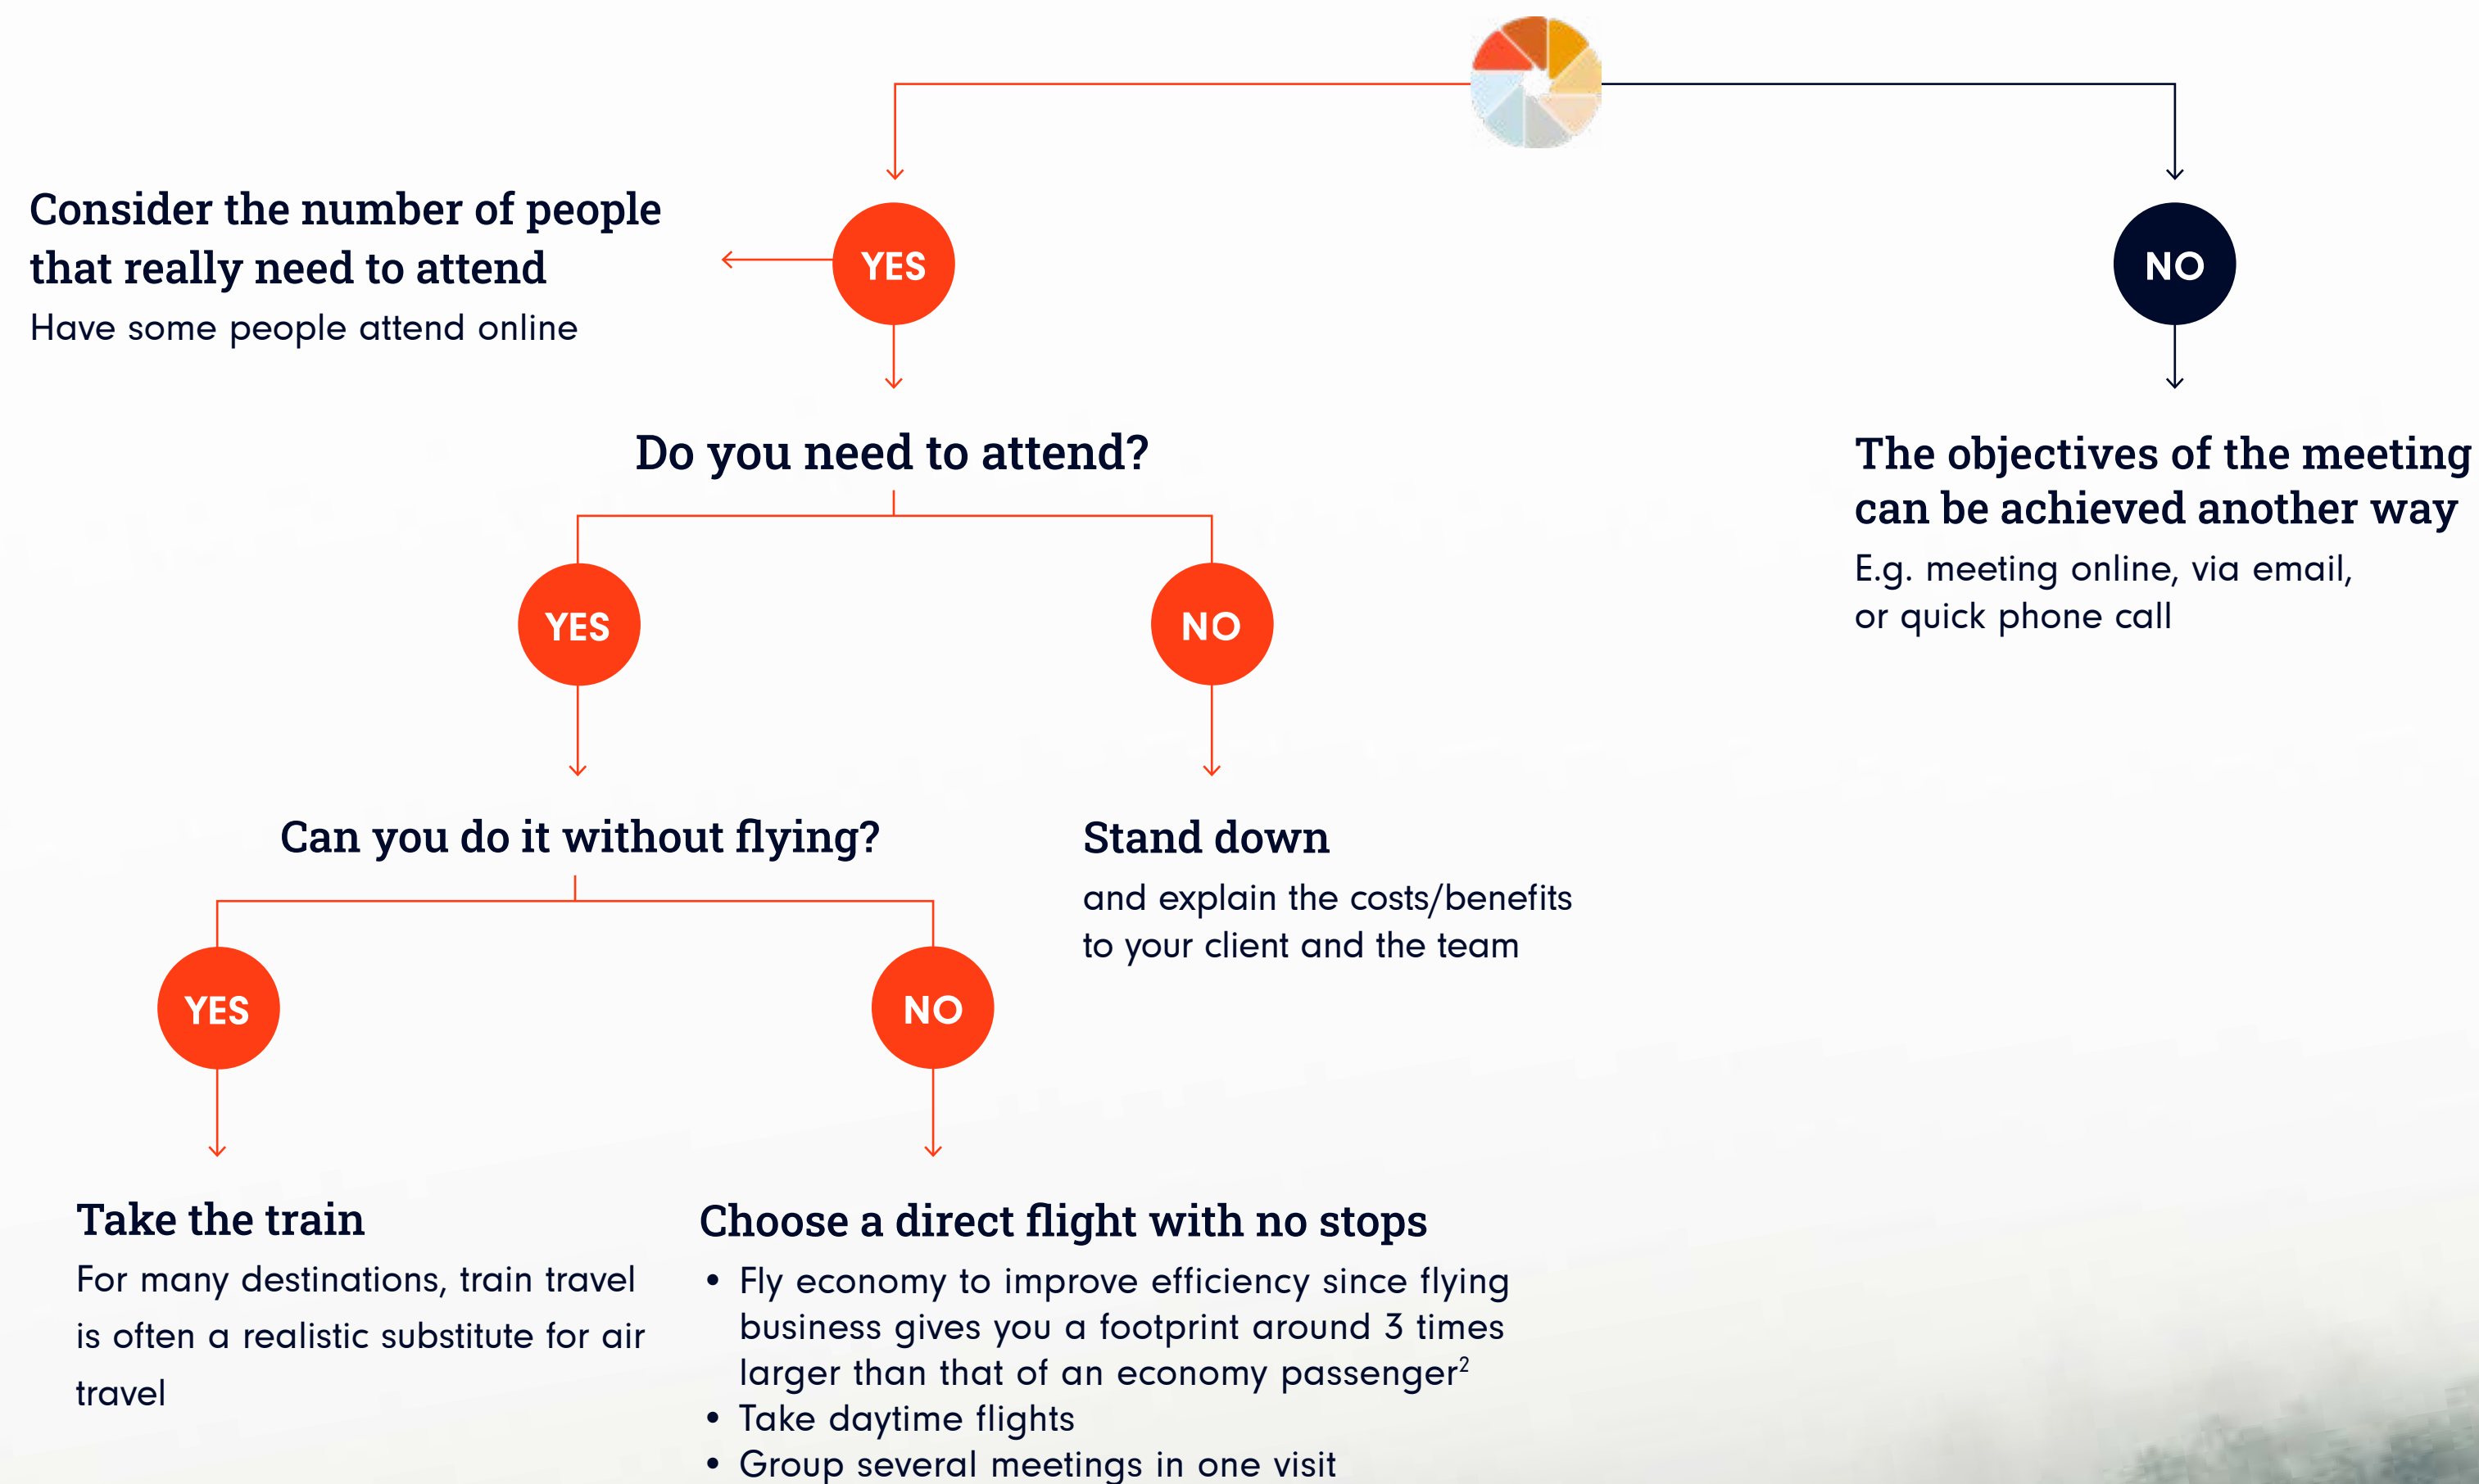 Consider the number of people
that really need to attend
Have some people attend online
YES
NO
Do you need to attend?
The objectives of the meeting
can be achieved another way
E.g. meeting online, via email,
or quick phone call
YES
NO
Can you do it without flying?
Stand down
and explain the costs/benefits
to your client and the team
YES
NO
Take the train
For many destinations, train travel
is often a realistic substitute for air
travel
Choose a direct flight with no stops
• Fly economy to improve efficiency since flying
business gives you a footprint around 3 times
larger than that of an economy passenger²
• Take daytime flights
• Group several meetings in one visit